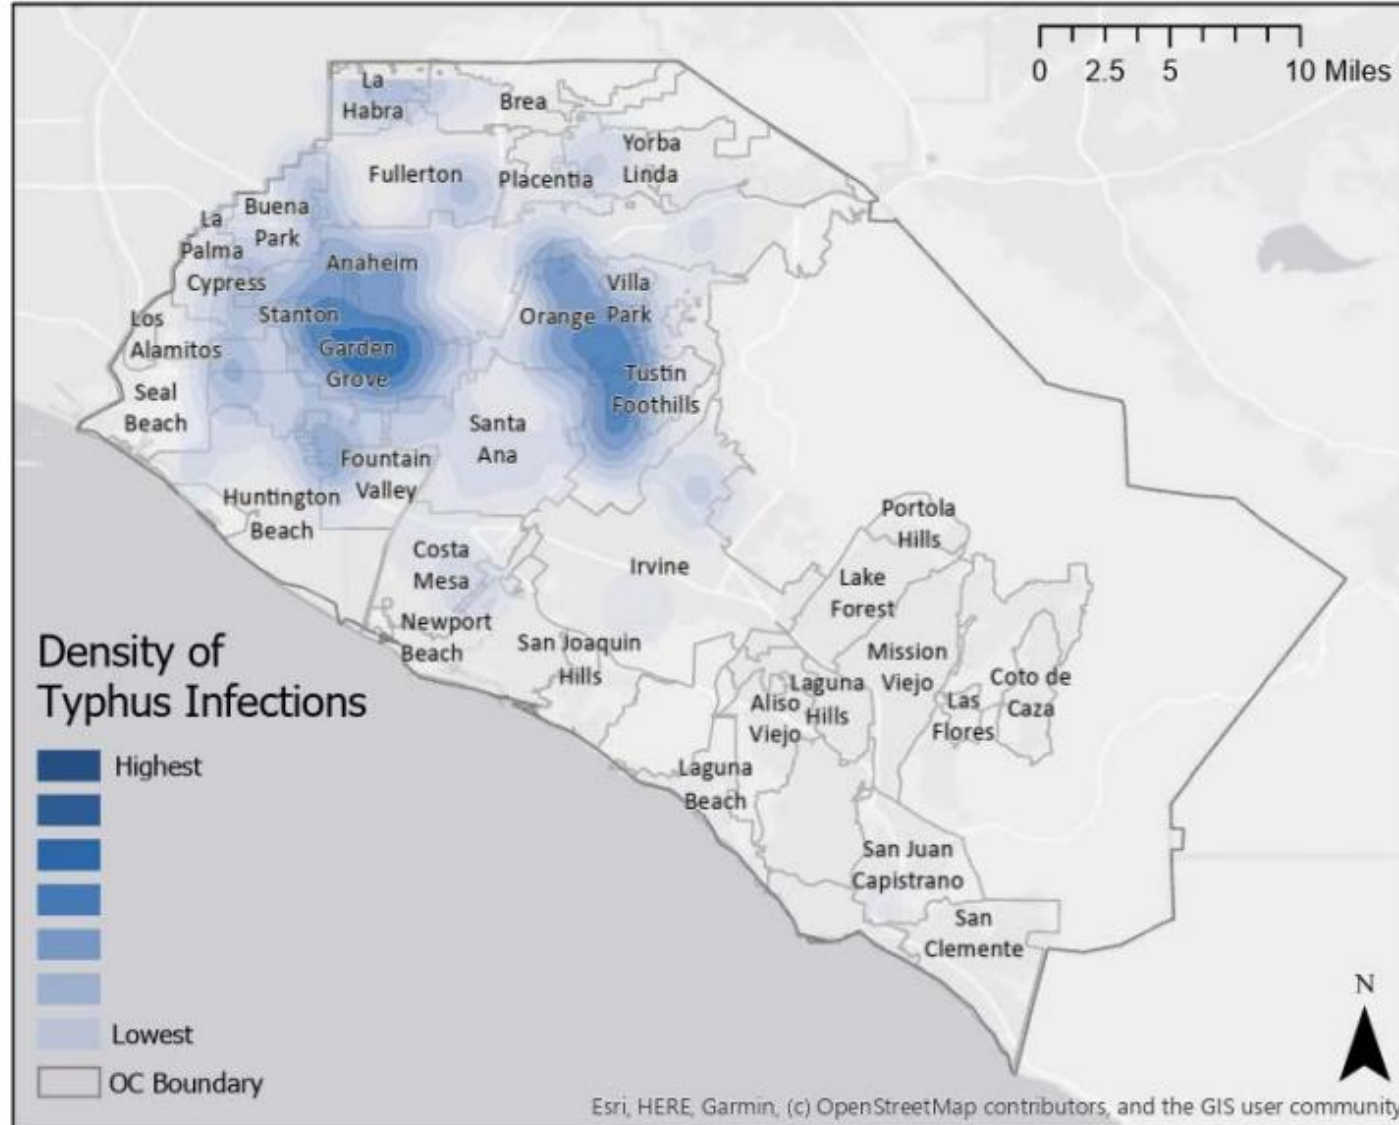 0 2.5 5 10 Miles
La
Habra
Brea
Yorba
Linda
Fullerton
Placentia
Buena
Park
La
Palma
Anaheim
Cypress
Villa
Park
Stanton
Orange
Los
Alamitos
Garden
Grove
Tustin
Foothills
Seal
Beach
Santa
Ana
Fountain
Valley
Huntington
Beach
Portola
Hills
Costa
Mesa
Irvine
Lake
Forest
Newport
Beach
San Joaquin
Hills
Mission
Viejo
Coto de
Caza
Laguna
Hills
Aliso
Viejo
Las
Flores
Laguna
Beach
San Juan
Capistrano
San
Clemente
Density of
Typhus Infections
Highest
Lowest
OC Boundary
N
Esri, HERE, Garmin, (c) OpenStreetMap contributors, and the GIS user community